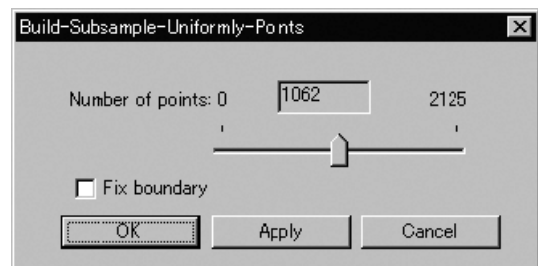 Build-Subsample-Uniformly-Points
Number of points: 0 1062 2125
Fix boundary
OK Apply Cancel